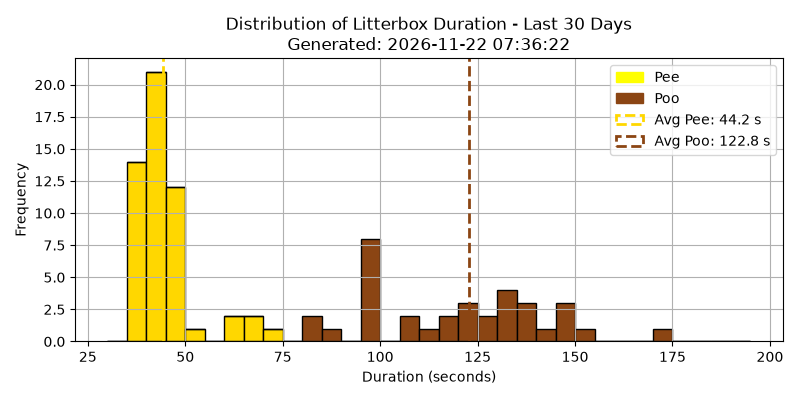 Distribution of Litterbox Duration - Last 30 Days
Generated: 2026-11-22 07:36:22
Frequency
20.0
17.5
15.0
12.5
10.0
7.5
5.0
2.5
0.0
Pee
Poo
Avg Pee: 44.2 s
Avg Poo: 122.8 s
25 50 75 100 125 150 175 200
Duration (seconds)